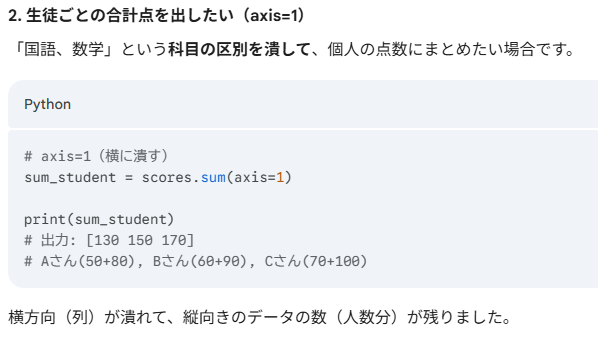 2. 生徒ごとの合計点を出したい（axis=1）
「国語、数学」という科目の区別を潰して、個人の点数にまとめたい場合です。
Python
# axis=1（横に潰す）
sum_student = scores.sum(axis=1)
print(sum_student)
# 出力: [130 150 170]
# Aさん(50+80), Bさん(60+90), Cさん(70+100)
横方向（列）が潰れて、縦向きのデータの数（人数分）が残りました。